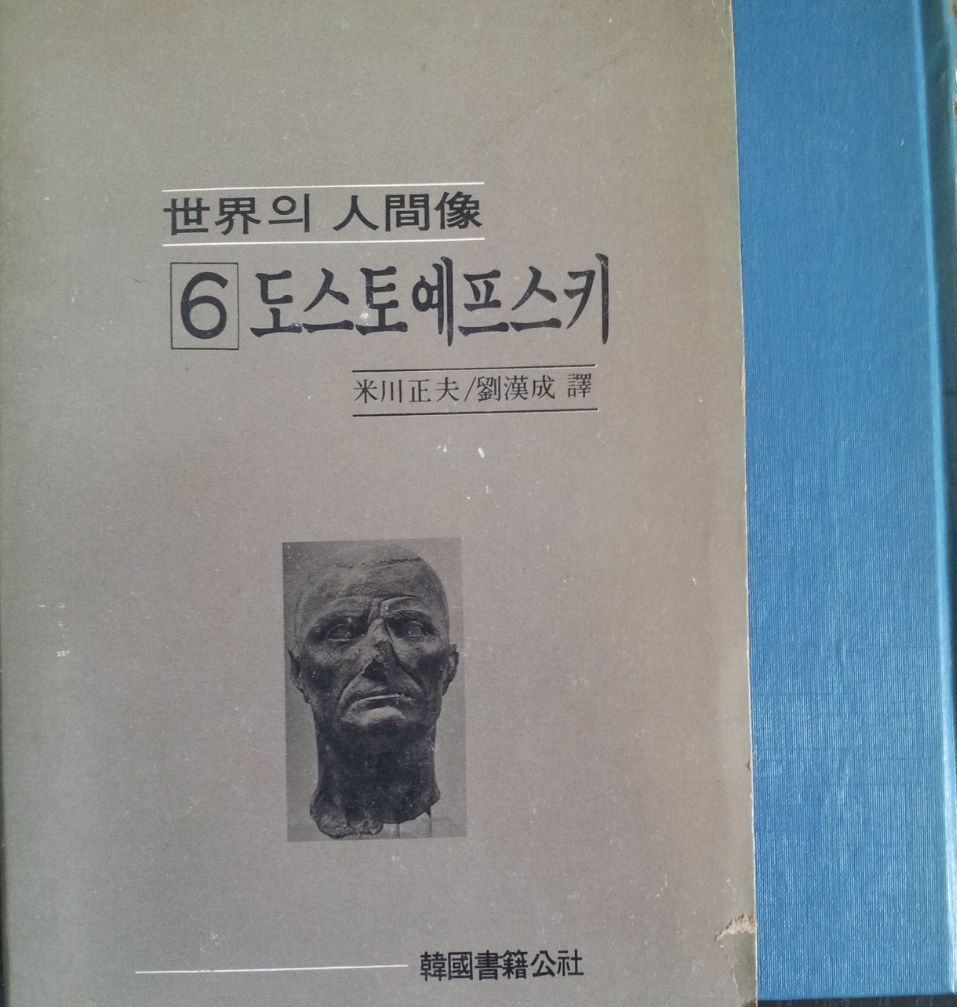 世界의 人間像
6 도스토예프스키
米川正夫/劉漢成 譯
韓國書籍公社